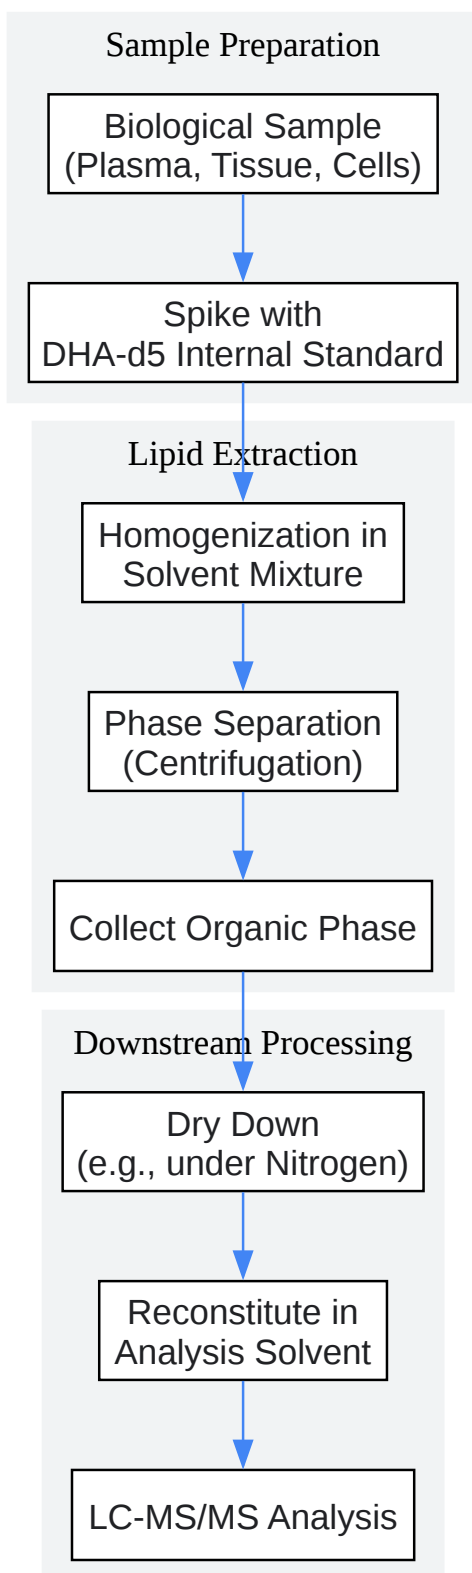 Sample Preparation
Biological Sample
(Plasma, Tissue, Cells)
Spike with
DHA-d5 Internal Standard
Lipid Extraction
Homogenization in
Solvent Mixture
Phase Separation
(Centrifugation)
Collect Organic Phase
Downstream Processing
Dry Down
(e.g., under Nitrogen)
Reconstitute in
Analysis Solvent
LC-MS/MS Analysis